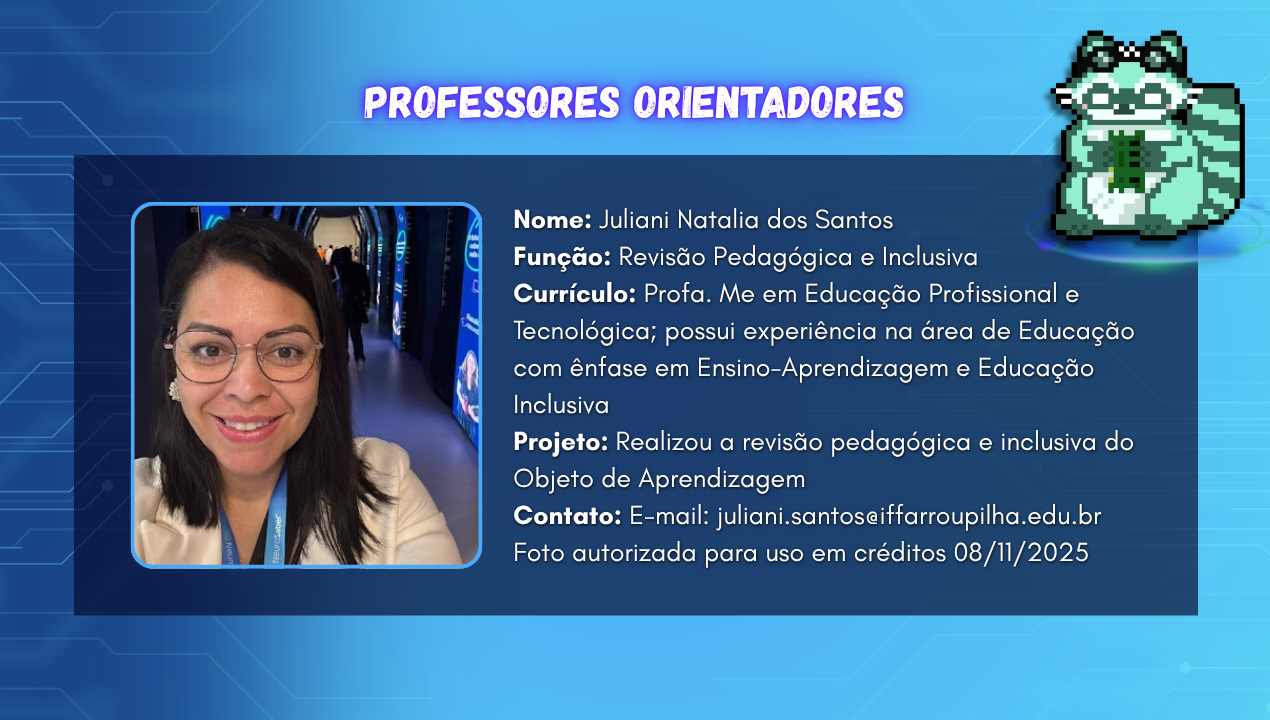 PROFESSORES ORIENTADORES
Nome: Juliani Natalia dos Santos
Função: Revisão Pedagógica e Inclusiva
Currículo: Profa. Me em Educação Profissional e
Tecnológica; possui experiência na área de Educação
com ênfase em Ensino-Aprendizagem e Educação
Inclusiva
Projeto: Realizou a revisão pedagógica e inclusiva do
Objeto de Aprendizagem
Contato: E-mail: juliani.santos@iffarroupilha.edu.br
Foto autorizada para uso em créditos 08/11/2025
NeuroSaber